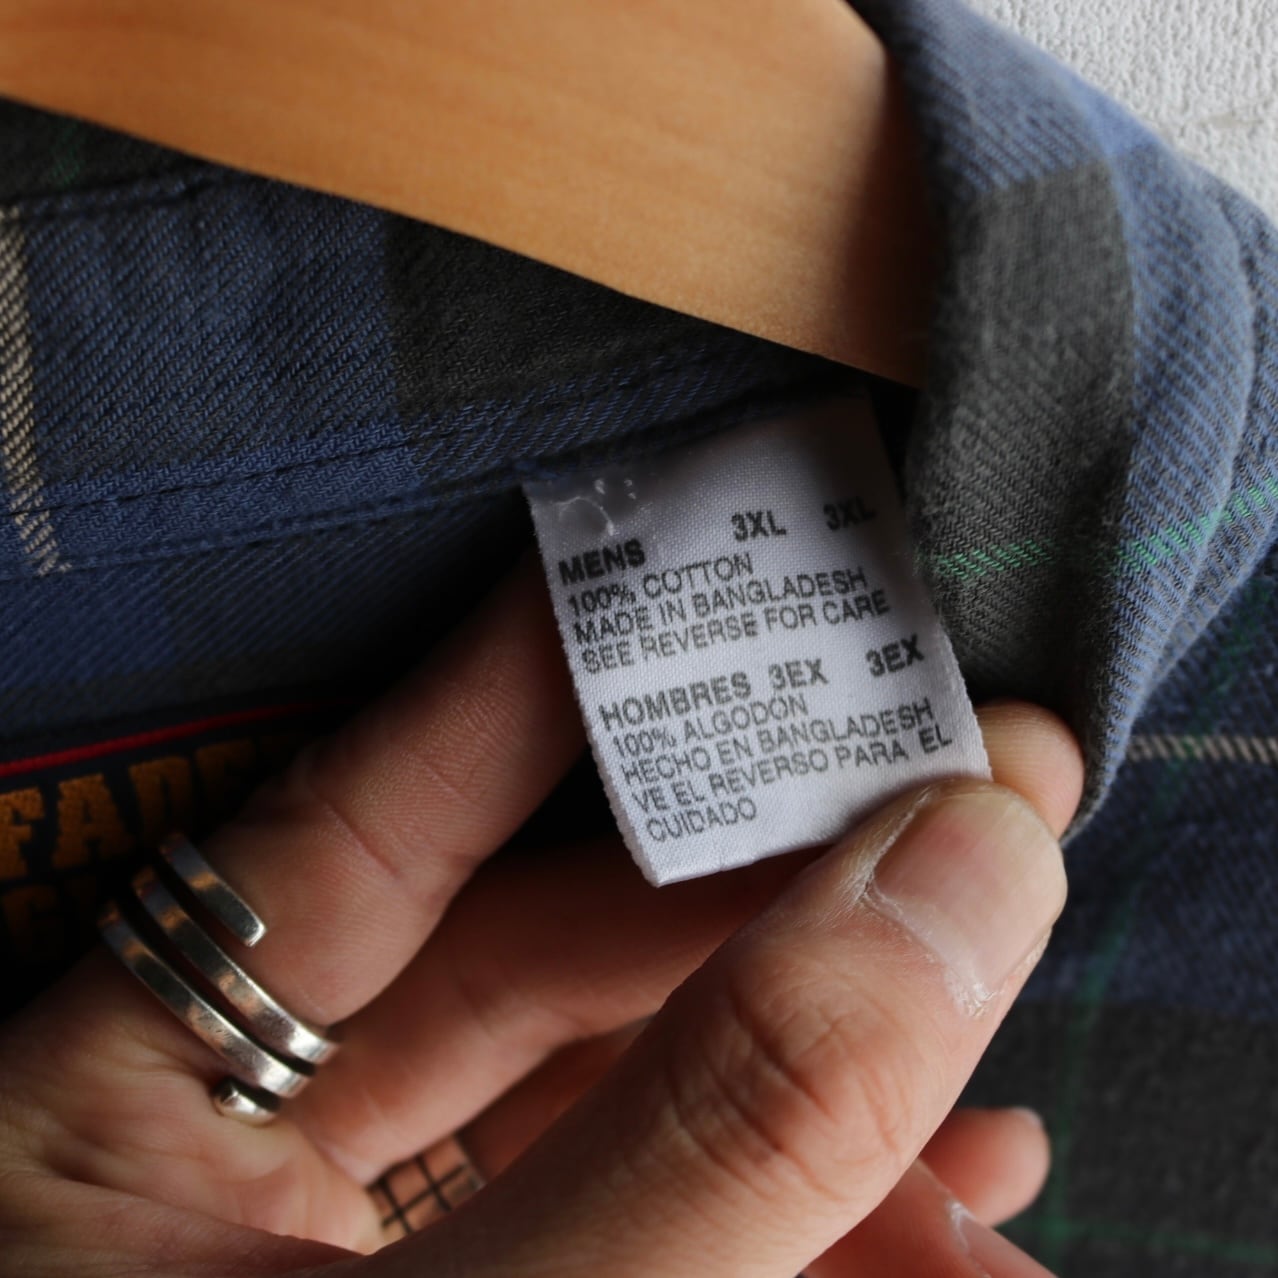 3XL 3XL
MENS
100% COTTON
MADE IN BANGLADESH
SEE REVERSE FOR CARE
HOMBRES 3EX 3EX
100% ALGODON
HECHO EN BANGLADESH
VE EL REVERSO PARA EL
CUIDADO